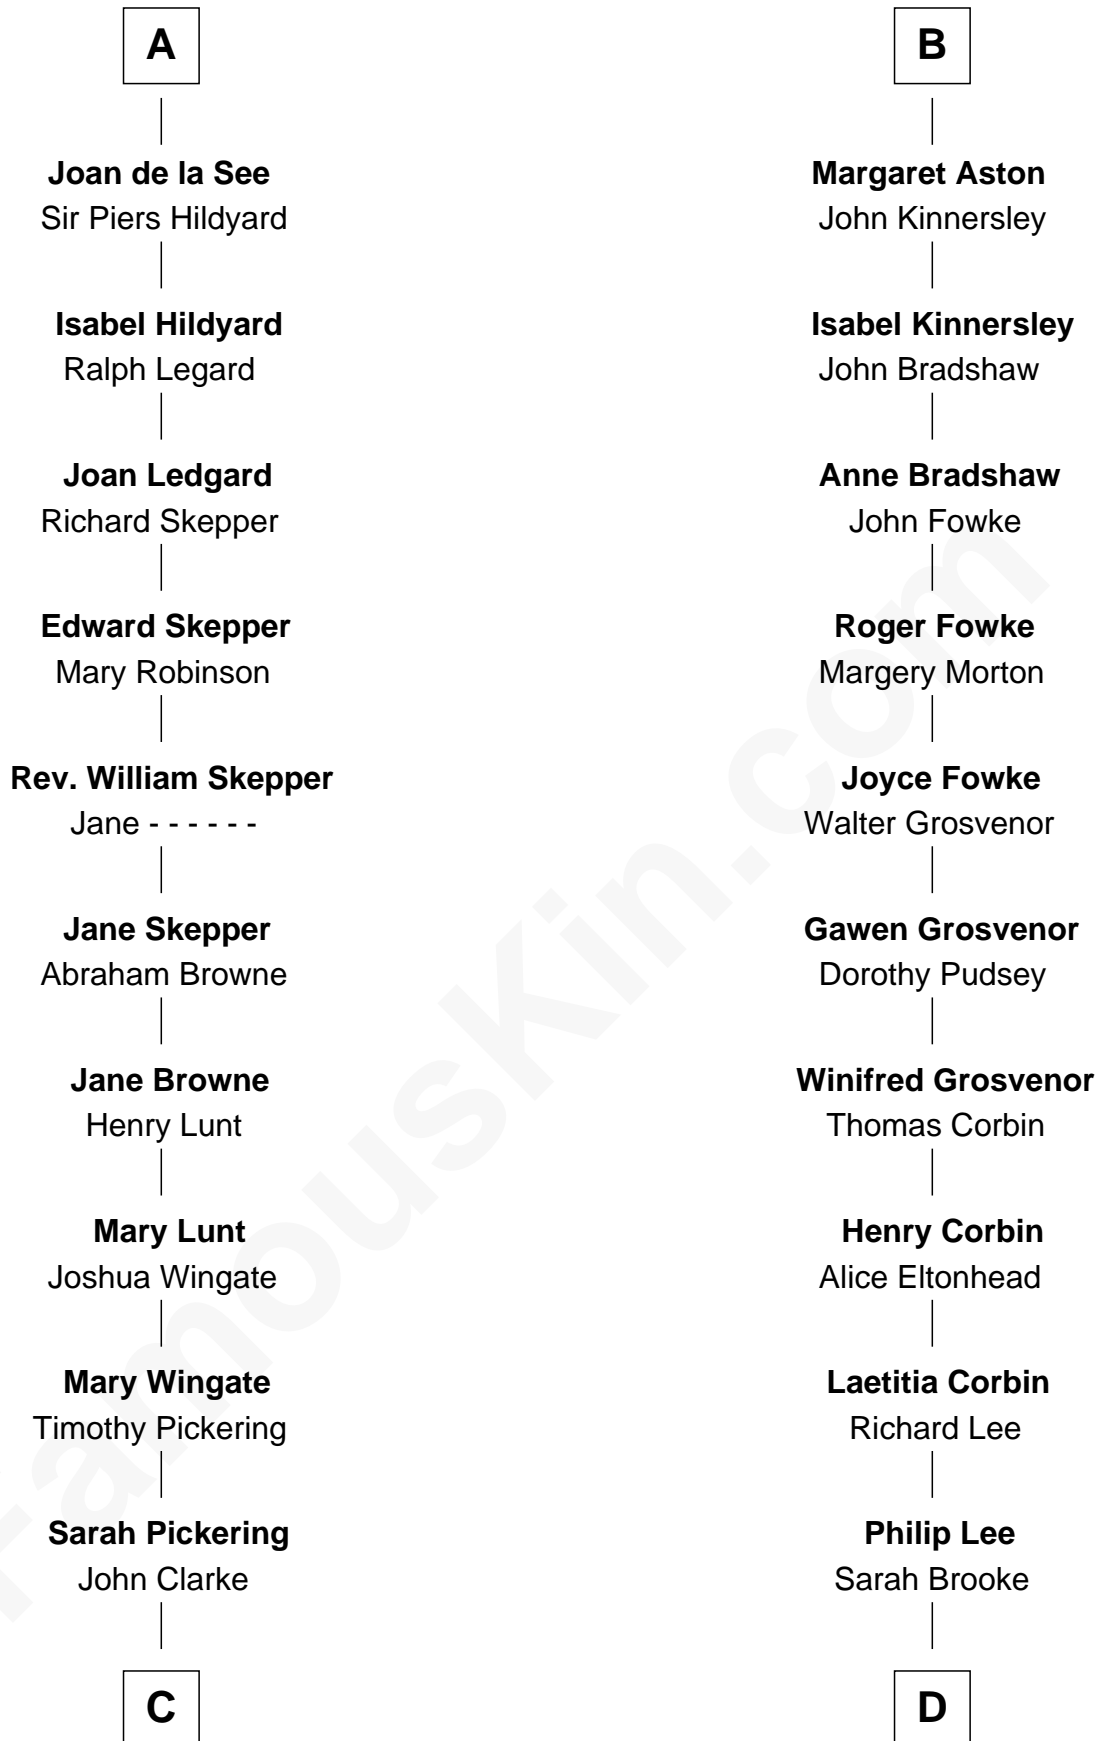 A
Joan de la See
Sir Piers Hildyard
Isabel Hildyard
Ralph Legard
Joan Ledgard
Richard Skepper
Edward Skepper
Mary Robinson
Rev. William Skepper
Jane - - - - - -
Jane Skepper
Abraham Browne
Jane Browne
Henry Lunt
Mary Lunt
Joshua Wingate
Mary Wingate
Timothy Pickering
Sarah Pickering
John Clarke
C
B
Margaret Aston
John Kinnersley
Isabel Kinnersley
John Bradshaw
Anne Bradshaw
John Fowke
Roger Fowke
Margery Morton
Joyce Fowke
Walter Grosvenor
Gawen Grosvenor
Dorothy Pudsey
Winifred Grosvenor
Thomas Corbin
Henry Corbin
Alice Eltonhead
Laetitia Corbin
Richard Lee
Philip Lee
Sarah Brooke
D
FamousKin.com